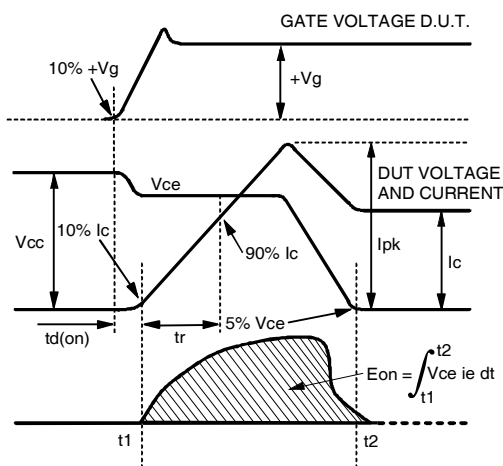 GATE VOLTAGE D.U.T.
10% +Vg
+Vg
Vce
DUT VOLTAGE
AND CURRENT
Vcc
10% Ic
90% Ic
Ipk
Ic
td(on)
tr
5% Vce
t2
Eon = ∫ Vce ie dt
t1
t1
t2